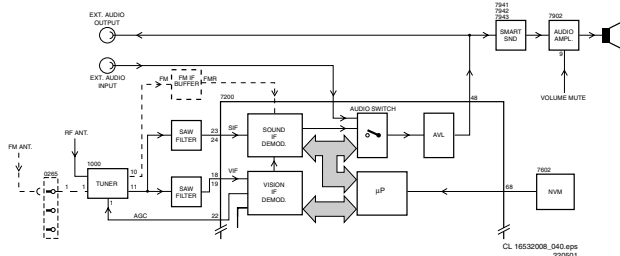 EXT. AUDIO
OUTPUT
7941
7942
7943
SMART
SND
7902
AUDIO
AMPL.
9
VOLUME MUTE
EXT. AUDIO
INPUT
FM
FM IF
BUFFER
FMR
7200
AUDIO SWITCH
48
FM ANT.
RF ANT.
0265
1000
TUNER
1
1
1
10
11
SAW
FILTER
23
24
SIF
SOUND
IF
DEMOD.
AVL
SAW
FILTER
18
19
VIF
VISION
IF
DEMOD.
µP
68
7602
NVM
AGC
22
CL 16532008_040.eps
220501